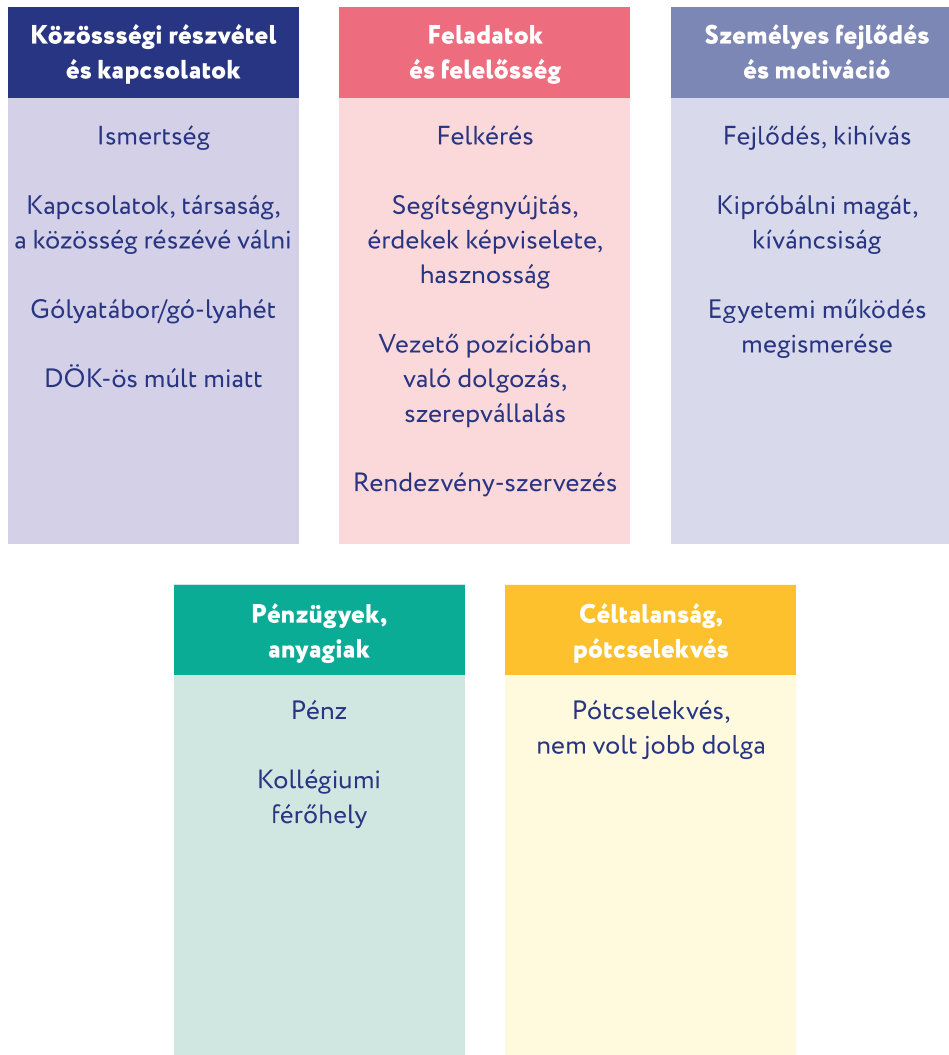 Közössségi részvétel
és kapcsolatok
Ismertség
Kapcsolatok, társaság,
a közösség részévé válni
Gólyatábor/gó-lyahét
DÖK-ös múlt miatt
Feladatok
és felelősség
Felkérés
Segítségnyújtás,
érdekek képviselete,
hasznosság
Vezető pozícióban
való dolgozás,
szerepvállalás
Rendezvény-szervezés
Személyes fejlődés
és motiváció
Fejlődés, kihívás
Kipróbálni magát,
kíváncsiság
Egyetemi működés
megismerése
Pénzügyek,
anyagiak
Pénz
Kollégiumi
férőhely
Céltalanság,
pótcselekvés
Pótcselekvés,
nem volt jobb dolga